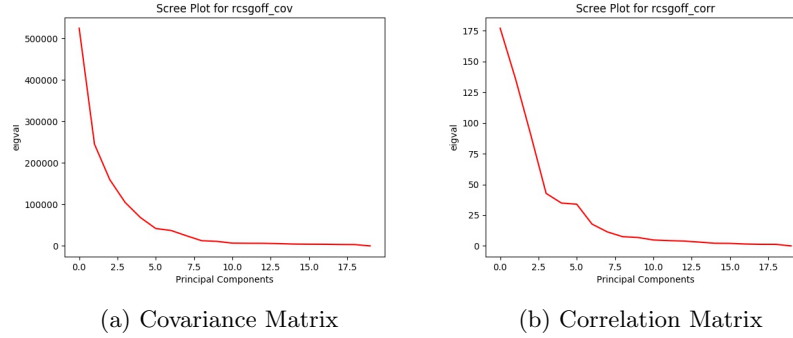 Scree Plot for rcsgoff_cov
500000
400000
300000
200000
100000
0
eigval
0.0 2.5 5.0 7.5 10.0 12.5 15.0 17.5
Principal Components
(a) Covariance Matrix
Scree Plot for rcsgoff_corr
175
150
125
100
75
50
25
0
eigval
0.0 2.5 5.0 7.5 10.0 12.5 15.0 17.5
Principal Components
(b) Correlation Matrix